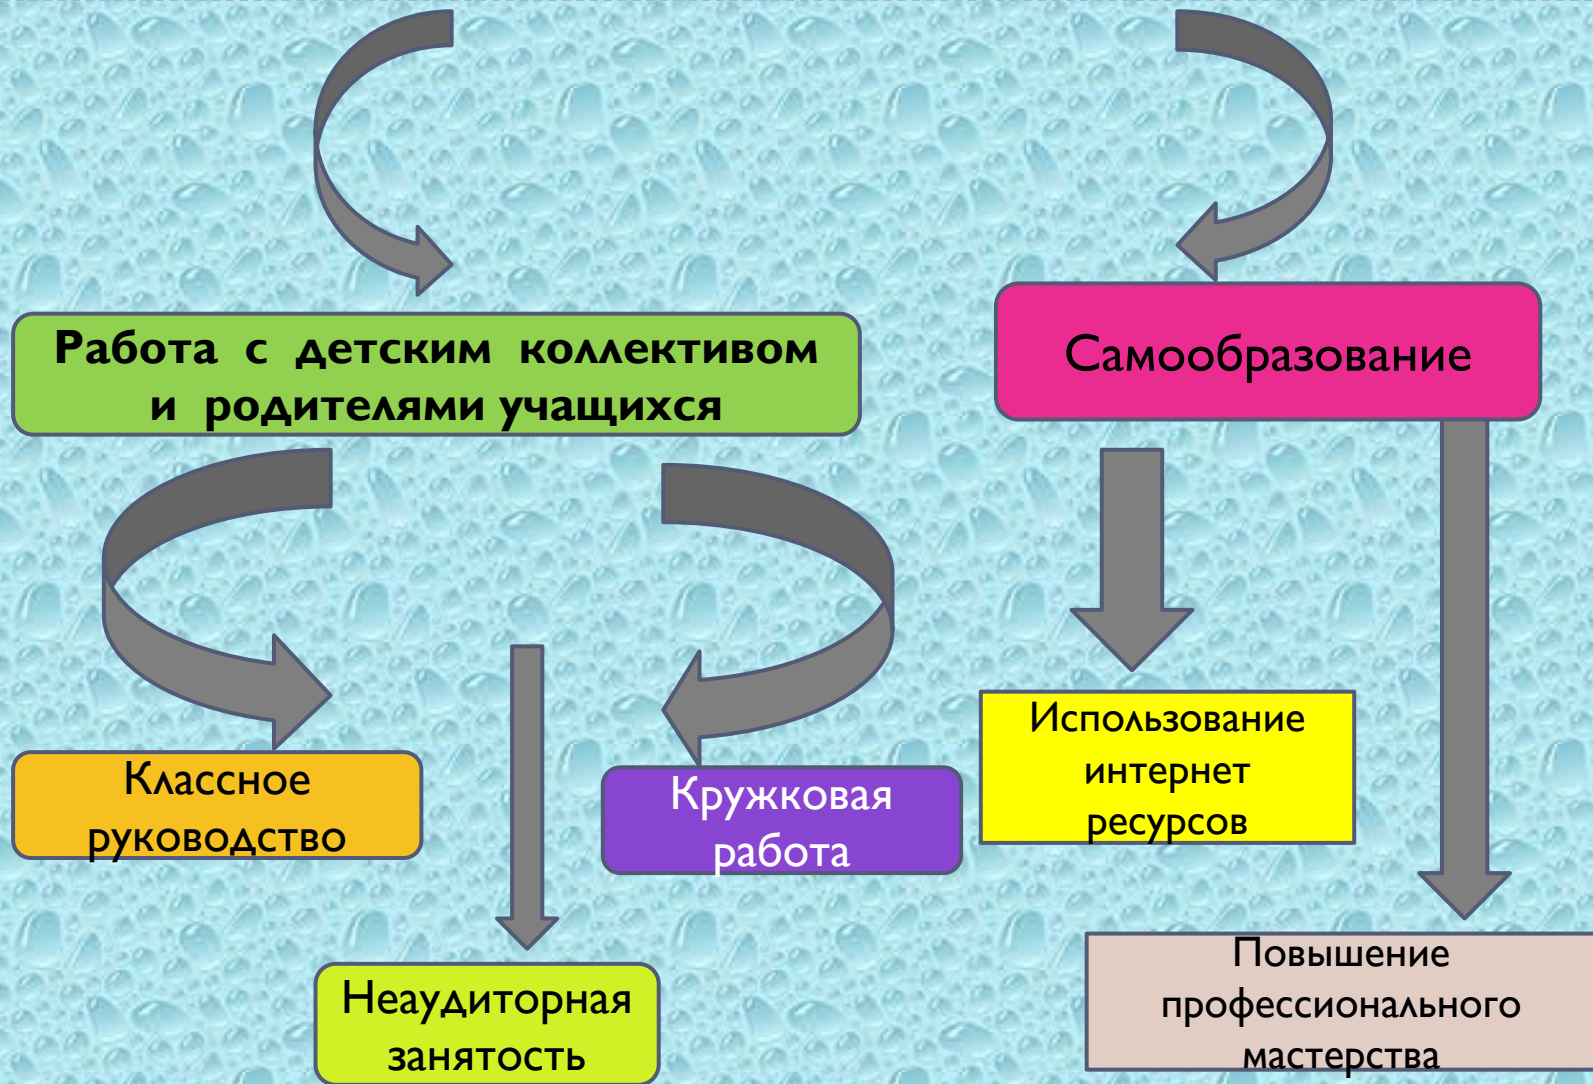 Работа с детским коллективом
и родителями учащихся
Самообразование
Классное
руководство
Кружковая
работа
Использование
интернет
ресурсов
Неаудиторная
занятость
Повышение
профессионального
мастерства